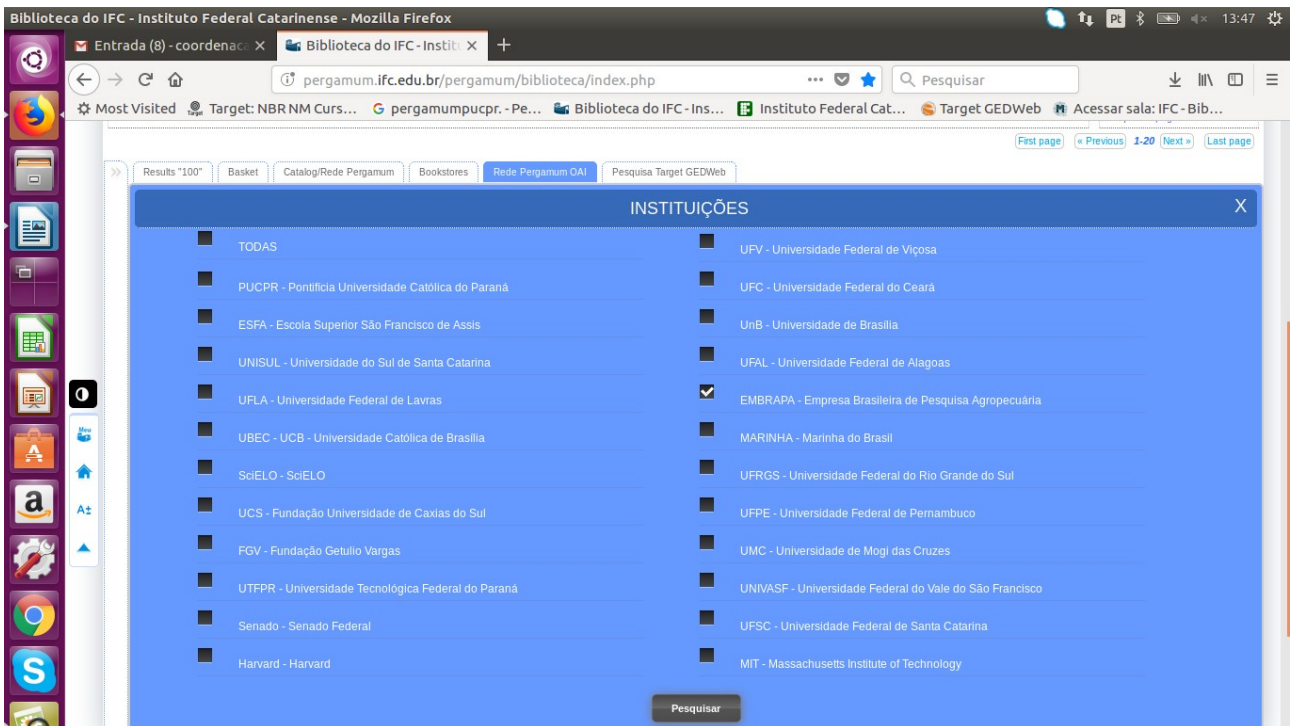 Biblioteca do IFC - Instituto Federal Catarinense - Mozilla Firefox Pt 13:47
Entrada (8) - coordenac Biblioteca do IFC - Institu
pergamum.ifc.edu.br/pergamum/biblioteca/index.php Pesquisar
Most Visited Target: NBR NM Curs... pergamumpucpr. - Pe... Biblioteca do IFC - Ins... Instituto Federal Cat... Target GEDWeb Acessar sala: IFC - Bib...
First page « Previous 1-20 Next » Last page
Results "100" Basket Catalog/Rede Pergamum Bookstores Rede Pergamum OAI Pesquisa Target GEDWeb
INSTITUIÇÕES X
TODAS UFV - Universidade Federal de Viçosa
PUCPR - Pontifícia Universidade Católica do Paraná UFC - Universidade Federal do Ceará
ESFA - Escola Superior São Francisco de Assis UnB - Universidade de Brasília
UNISUL - Universidade do Sul de Santa Catarina UFAL - Universidade Federal de Alagoas
UFLA - Universidade Federal de Lavras EMBRAPA - Empresa Brasileira de Pesquisa Agropecuária
UBEC - UCB - Universidade Católica de Brasília MARINHA - Marinha do Brasil
SciELO - SciELO UFRGS - Universidade Federal do Rio Grande do Sul
UCS - Fundação Universidade de Caxias do Sul UFPE - Universidade Federal de Pernambuco
FGV - Fundação Getulio Vargas UMC - Universidade de Mogi das Cruzes
UTFPR - Universidade Tecnológica Federal do Paraná UNIVASF - Universidade Federal do Vale do São Francisco
Senado - Senado Federal UFSC - Universidade Federal de Santa Catarina
Harvard - Harvard MIT - Massachusetts Institute of Technology
Pesquisar
Meu
A±